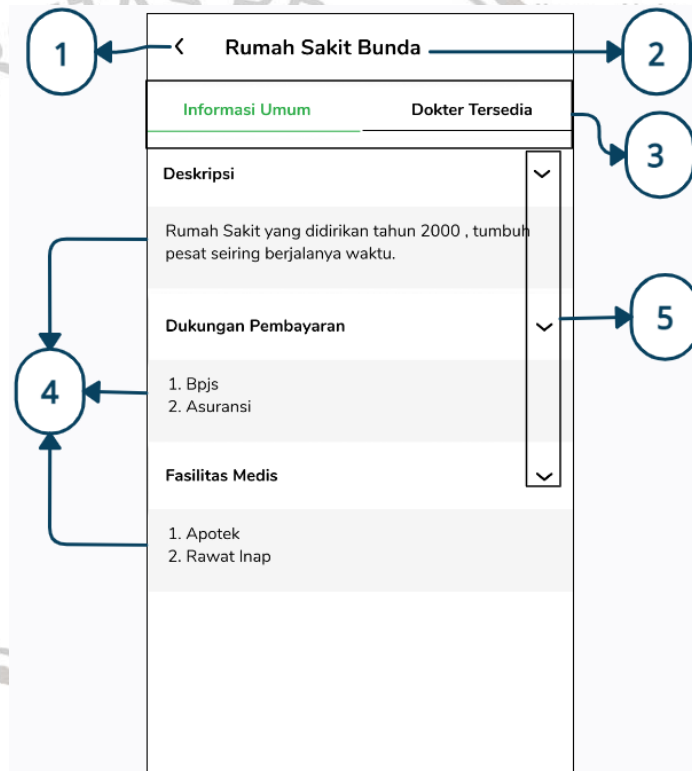 1
Rumah Sakit Bunda
2
Informasi Umum
Dokter Tersedia
3
Deskripsi
Rumah Sakit yang didirikan tahun 2000 , tumbuh
pesat seiring berjalanya waktu.
Dukungan Pembayaran
5
1. Bpjs
2. Asuransi
4
Fasilitas Medis
1. Apotek
2. Rawat Inap